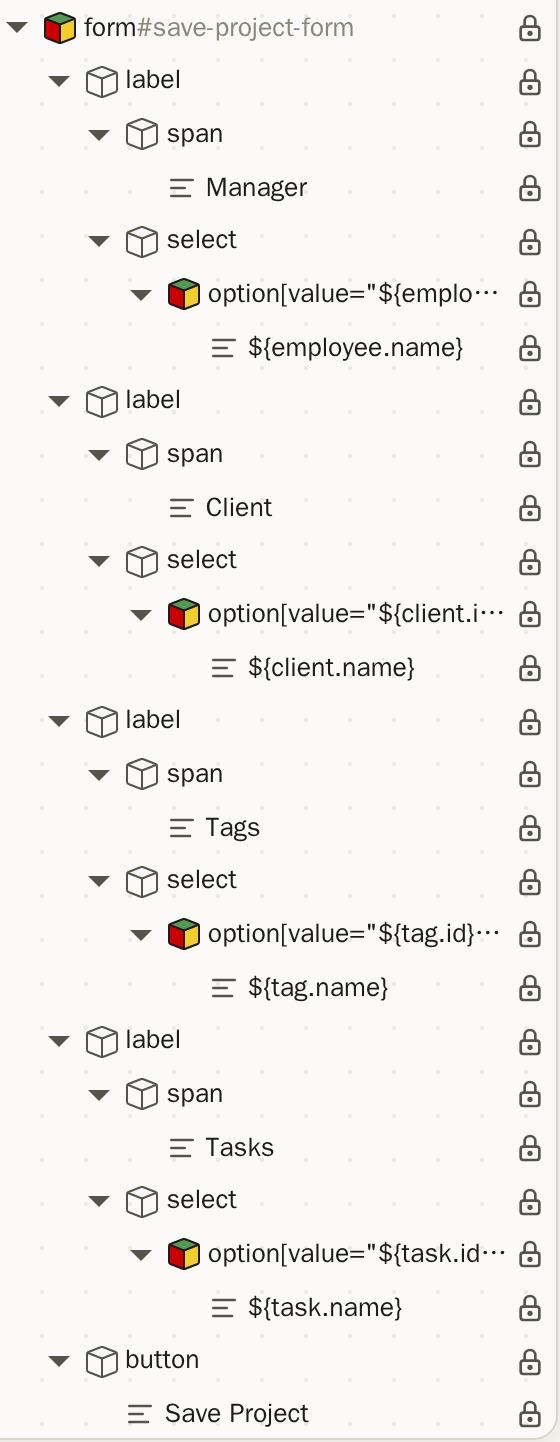 form#save-project-form
label
span
Manager
select
option[value="${emplo···
${employee.name}
label
span
Client
select
option[value="${client.i···
${client.name}
label
span
Tags
select
option[value="${tag.id}···
${tag.name}
label
span
Tasks
select
option[value="${task.id···
${task.name}
button
Save Project